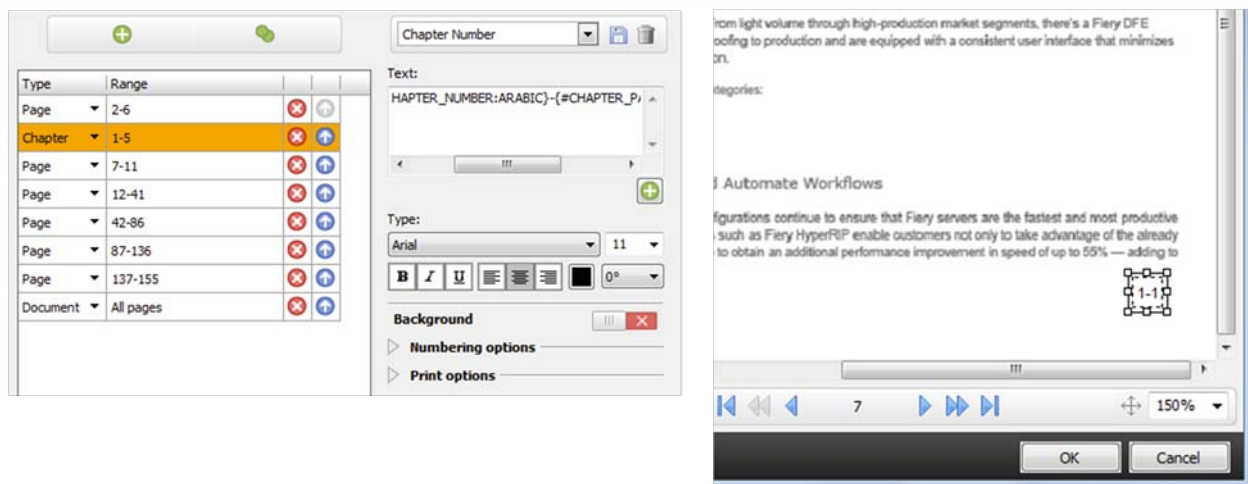 Type Range
Page 2-6
Chapter 1-5
Page 7-11
Page 12-41
Page 42-86
Page 87-136
Page 137-155
Document All pages
Chapter Number
Text:
HAPTER_NUMBER:ARABIC}-{#CHAPTER_PA
Type:
Arial 11
B I U 0°
Background
Numbering options
Print options
from light volume through high-production market segments, there's a Fiery DFE
oofing to production and are equipped with a consistent user interface that minimizes
on.
ategories:
d Automate Workflows
figurations continue to ensure that Fiery servers are the fastest and most productive
such as Fiery HyperRIP enable customers not only to take advantage of the already
to obtain an additional performance improvement in speed of up to 55% — adding to
1-1
7 150%
OK Cancel